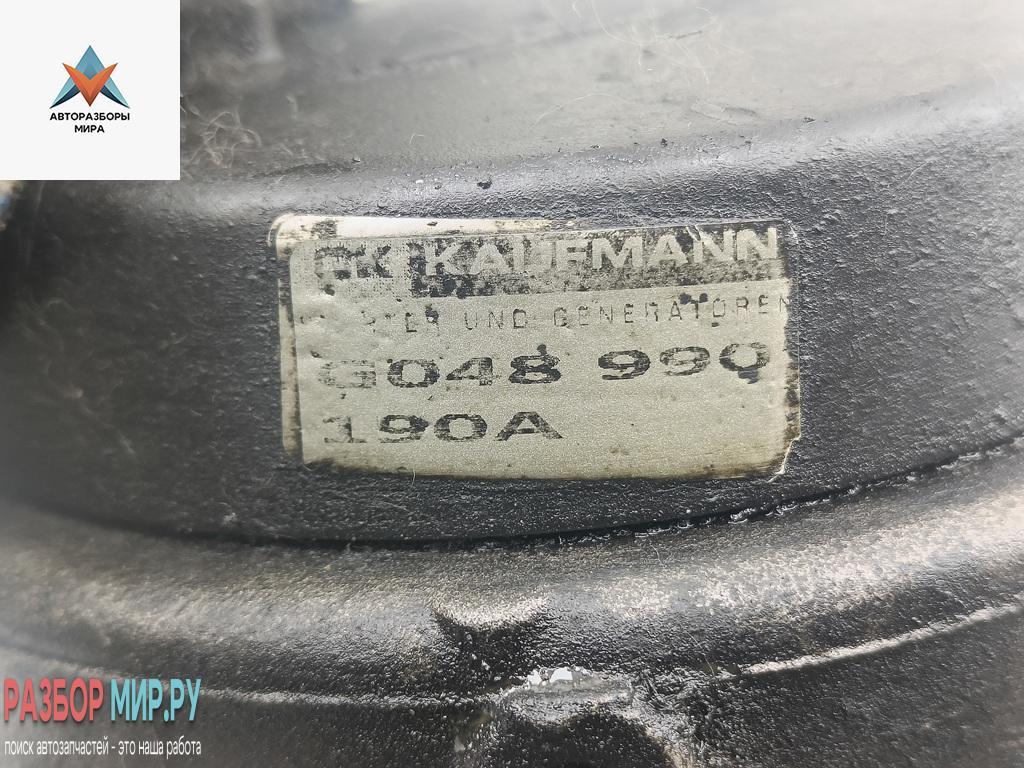 АВТОРАЗБОРЫ
МИРА
KAUFMANN
UND GENERATOREN
G048 990
190A
РАЗБОР МИР.РУ
поиск автозапчастей - это наша работа